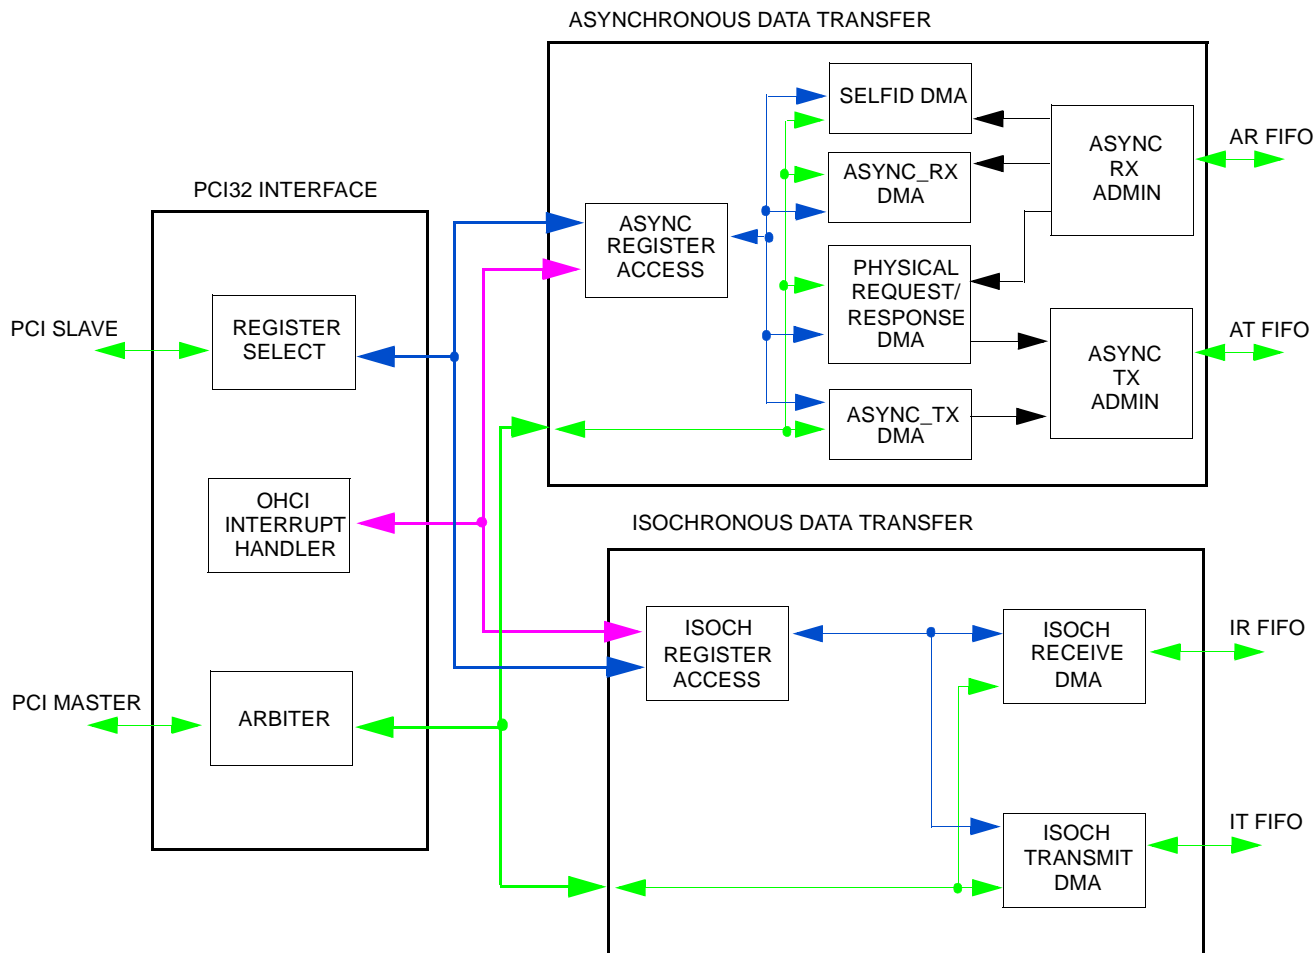 ASYNCHRONOUS DATA TRANSFER
SELFID DMA
ASYNC
RX
ADMIN
AR FIFO
ASYNC_RX
DMA
PCI32 INTERFACE
ASYNC
REGISTER
ACCESS
PHYSICAL
REQUEST/
RESPONSE
DMA
PCI SLAVE
REGISTER
SELECT
AT FIFO
ASYNC
TX
ADMIN
ASYNC_TX
DMA
OHCI
INTERRUPT
HANDLER
ISOCHRONOUS DATA TRANSFER
ISOCH
REGISTER
ACCESS
ISOCH
RECEIVE
DMA
IR FIFO
PCI MASTER
ARBITER
ISOCH
TRANSMIT
DMA
IT FIFO